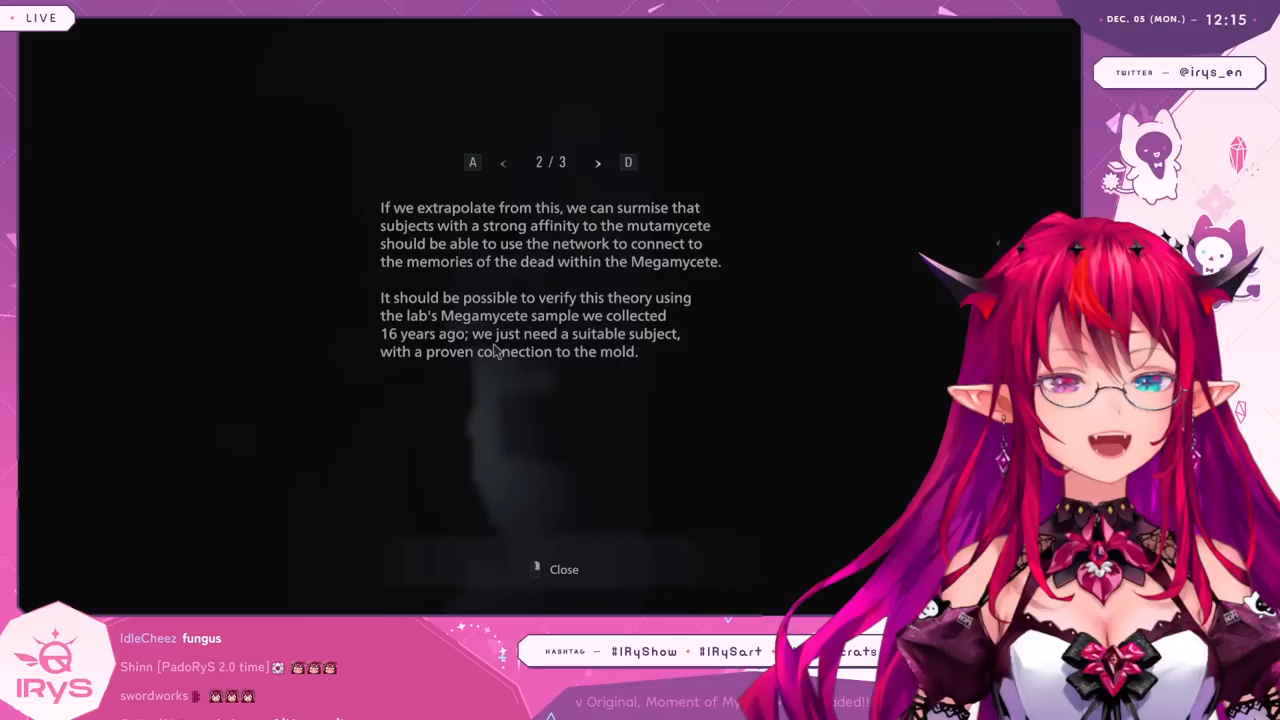 LIVE
DEC. 05 (MON.) – 12:15
TWITTER – @irys_en
A < 2 / 3 > D
If we extrapolate from this, we can surmise that
subjects with a strong affinity to the mutamycete
should be able to use the network to connect to
the memories of the dead within the Megamycete.
It should be possible to verify this theory using
the lab's Megamycete sample we collected
16 years ago; we just need a suitable subject,
with a proven connection to the mold.
Close
IdleCheez fungus
Shinn [PadoRyS 2.0 time]
swordworks
IRyS
HASHTAG – #IRyShow • #IRySart •
Original, Moment of My